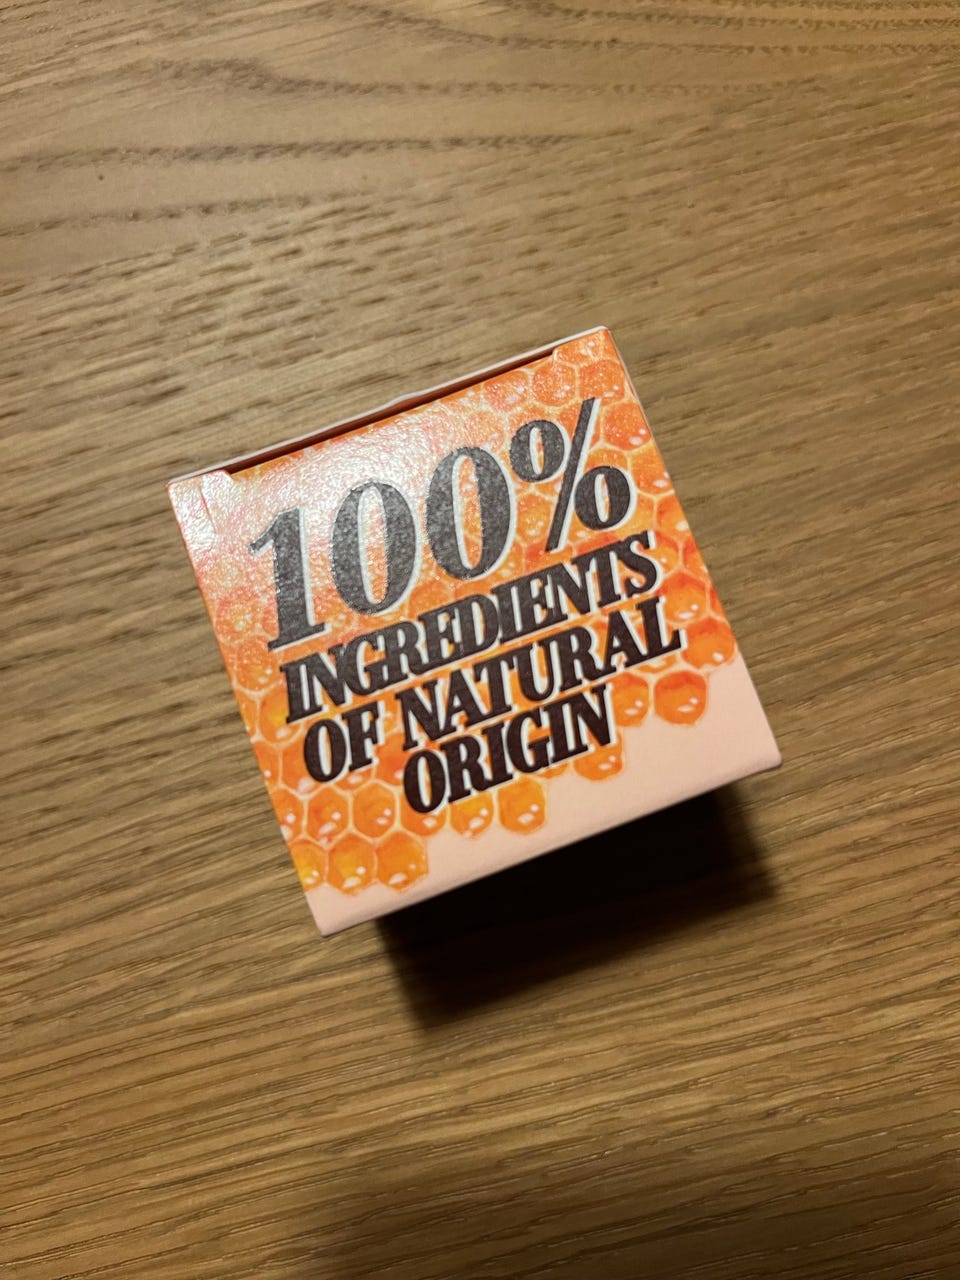 100%
INGREDIENTS
OF NATURAL
ORIGIN